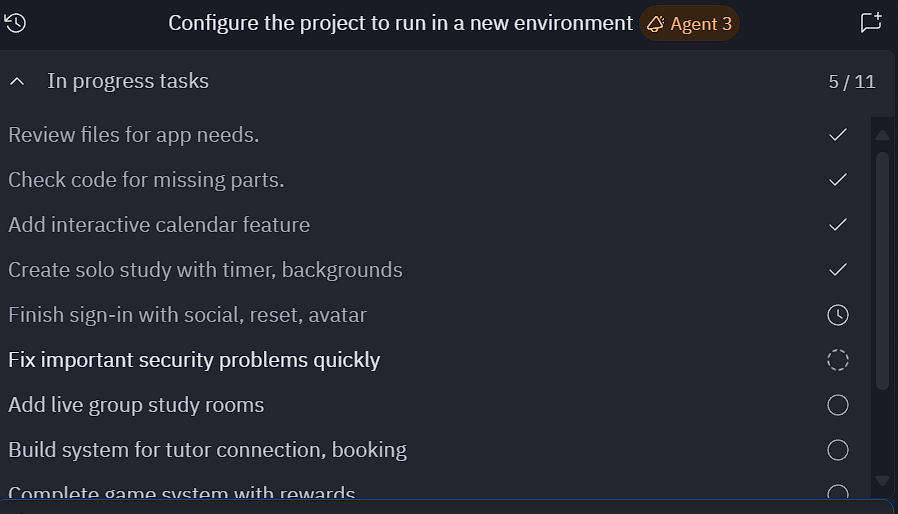 Configure the project to run in a new environment Agent 3
In progress tasks 5 / 11
Review files for app needs.
Check code for missing parts.
Add interactive calendar feature
Create solo study with timer, backgrounds
Finish sign-in with social, reset, avatar
Fix important security problems quickly
Add live group study rooms
Build system for tutor connection, booking
Complete game system with rewards